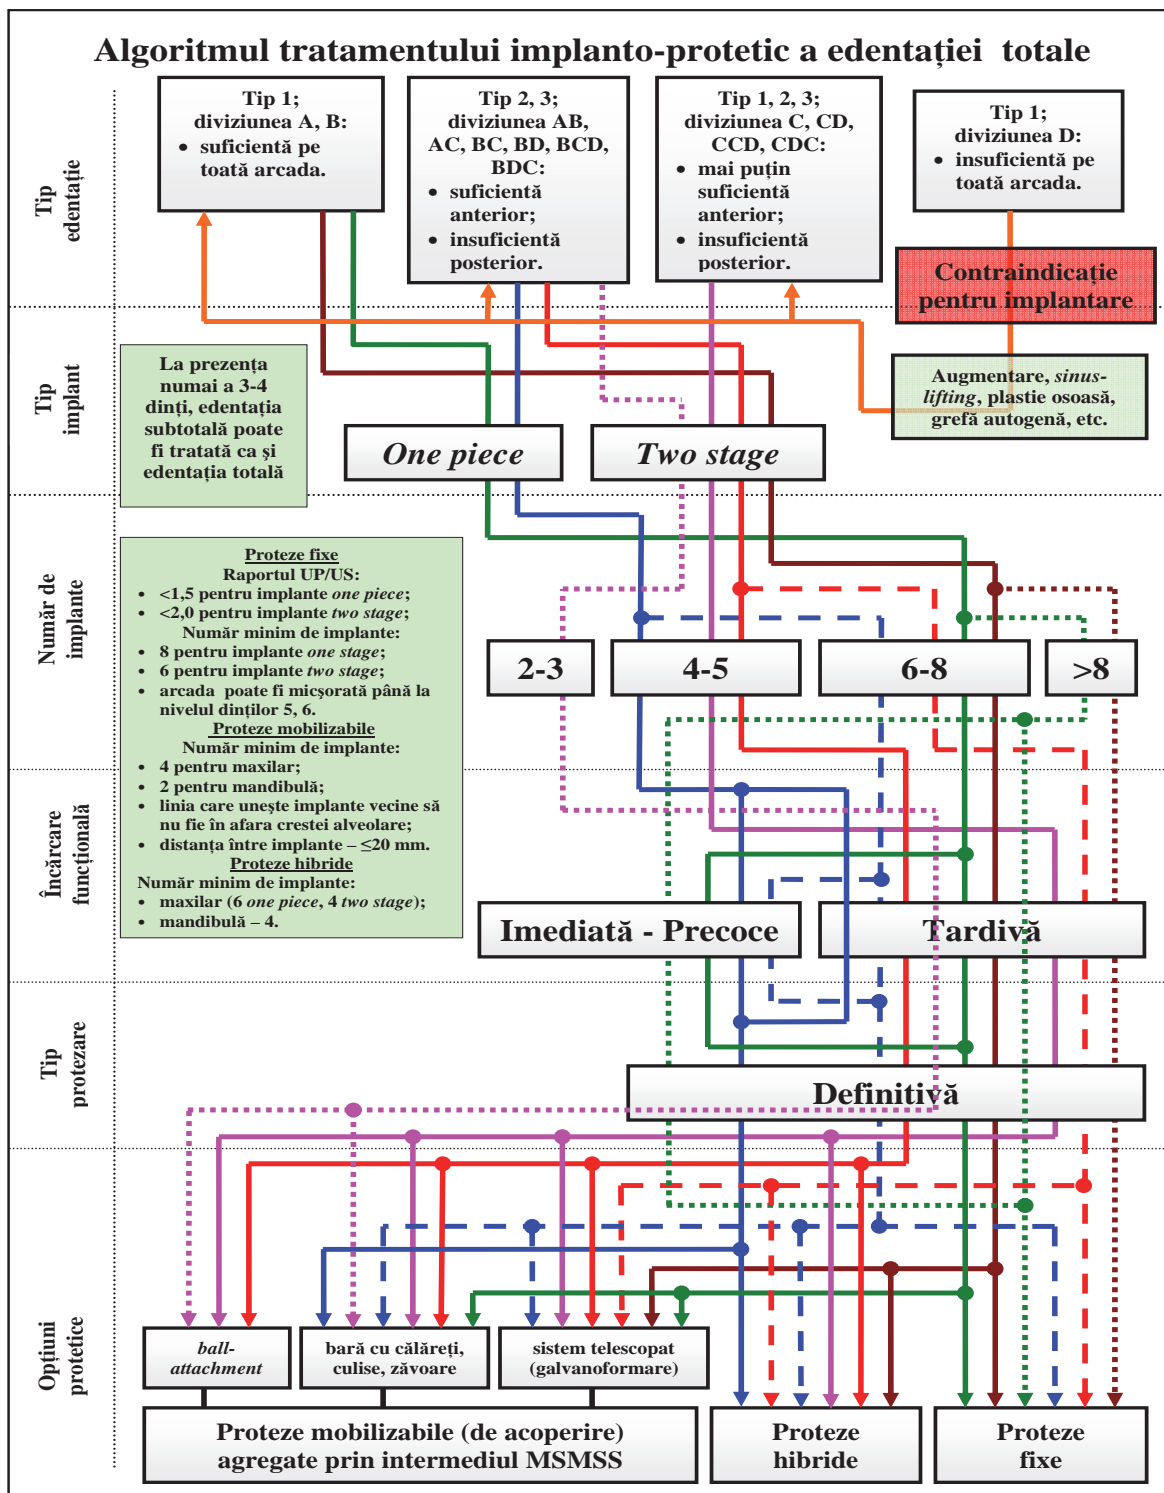 Algoritmul tratamentului implanto-protetic a edentației totale
Tip
edentație
Tip 1;
diviziunea A, B:
• suficientă pe
toată arcada.
Tip 2, 3;
diviziunea AB,
AC, BC, BD, BCD,
BDC:
• suficientă
anterior;
• insuficientă
posterior.
Tip 1, 2, 3;
diviziunea C, CD,
CCD, CDC:
• mai puțin
suficientă
anterior;
• insuficientă
posterior.
Tip 1;
diviziunea D:
• insuficientă pe
toată arcada.
Contraindicație
pentru implantare
Tip
implant
La prezența
numai a 3-4
dinți, edentația
subtotală poate
fi tratată ca și
edentația totală
One piece
Two stage
Augmentare, sinus-
lifting, plastie osoasă,
grefă autogenă, etc.
Număr de
implante
Proteze fixe
Raportul UP/US:
• <1,5 pentru implante one piece;
• <2,0 pentru implante two stage;
Număr minim de implante:
• 8 pentru implante one stage;
• 6 pentru implante two stage;
• arcada poate fi micșorată până la
nivelul dinților 5, 6.
Proteze mobilizabile
Număr minim de implante:
• 4 pentru maxilar;
• 2 pentru mandibulă;
• linia care unește implante vecine să
nu fie în afara crestei alveolare;
• distanța între implante – ≤20 mm.
Proteze hibride
Număr minim de implante:
• maxilar (6 one piece, 4 two stage);
• mandibulă – 4.
2-3
4-5
6-8
>8
Încărcare
funcțională
Imediată - Precoce
Tardivă
Tip
protezare
Definitivă
Opțiuni
protetice
ball-
attachment
bară cu călăreți,
culise, zăvoare
sistem telescopat
(galvanoformare)
Proteze mobilizabile (de acoperire)
agregate prin intermediul MSMSS
Proteze
hibride
Proteze
fixe